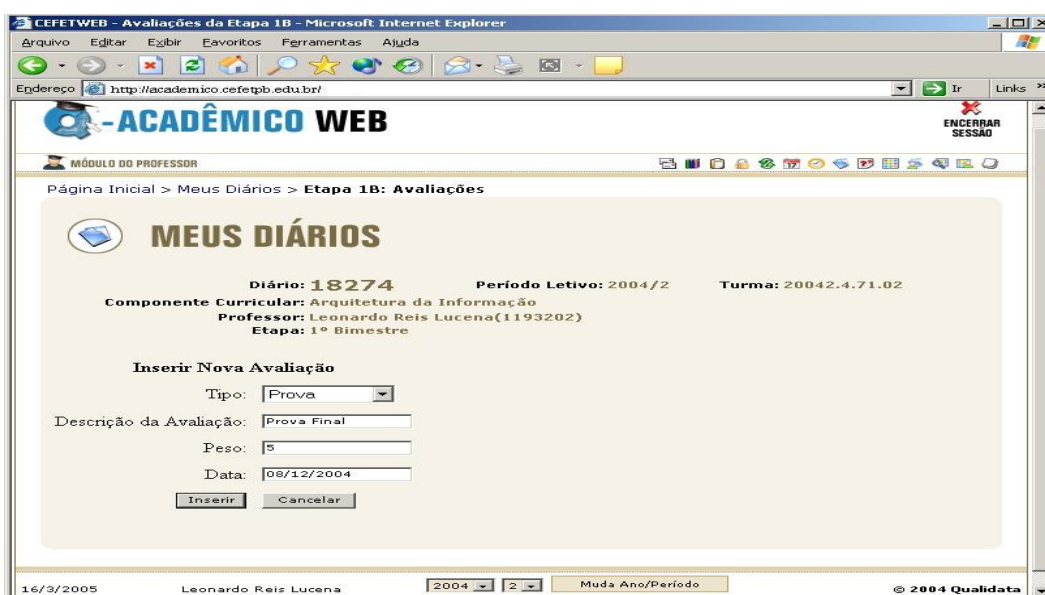 CEFETWEB - Avaliações da Etapa 1B - Microsoft Internet Explorer
Arquivo Editar Exibir Favoritos Ferramentas Ajuda
Endereço http://academico.cefetpb.edu.br/ Ir Links »
Q-ACADÊMICO WEB
ENCERRAR
SESSÃO
MÓDULO DO PROFESSOR
Página Inicial > Meus Diários > Etapa 1B: Avaliações
MEUS DIÁRIOS
Diário: 18274 Período Letivo: 2004/2 Turma: 20042.4.71.02
Componente Curricular: Arquitetura da Informação
Professor: Leonardo Reis Lucena(1193202)
Etapa: 1º Bimestre
Inserir Nova Avaliação
Tipo: Prova
Descrição da Avaliação: Prova Final
Peso: 5
Data: 08/12/2004
Inserir Cancelar
16/3/2005 Leonardo Reis Lucena 2004 2 Muda Ano/Período © 2004 Qualidata